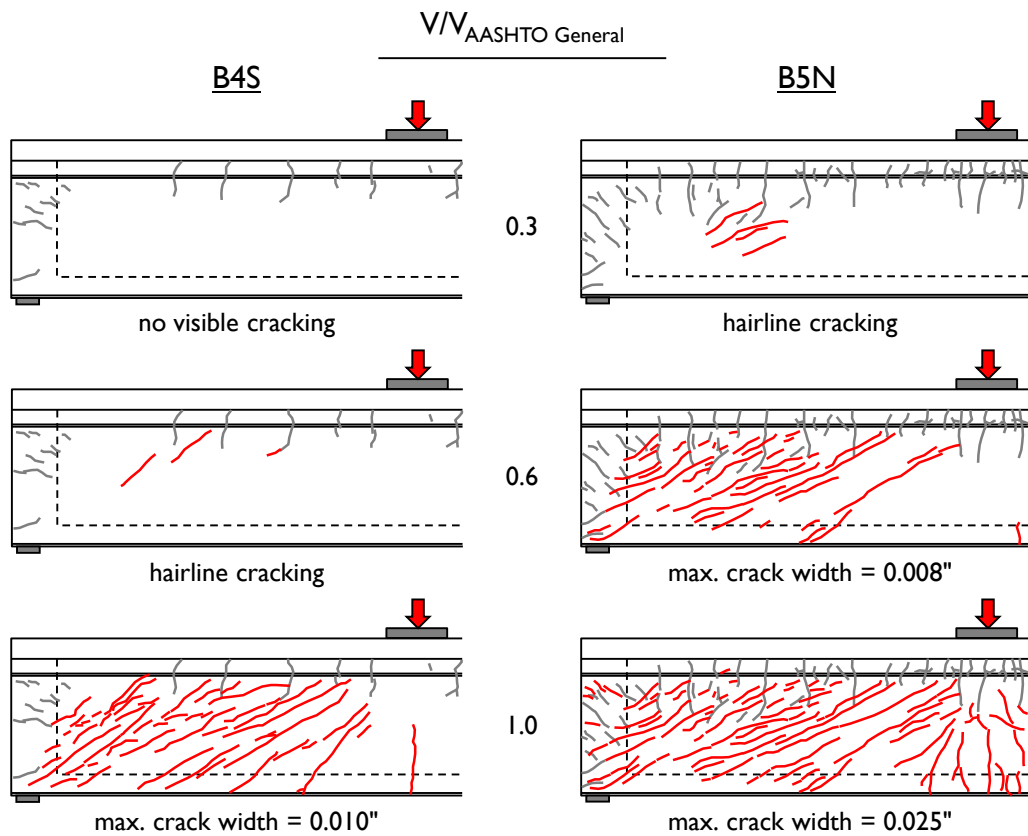 V/VAASHTO General
B4S
B5N
0.3
no visible cracking
hairline cracking
0.6
hairline cracking
max. crack width = 0.008"
1.0
max. crack width = 0.010"
max. crack width = 0.025"